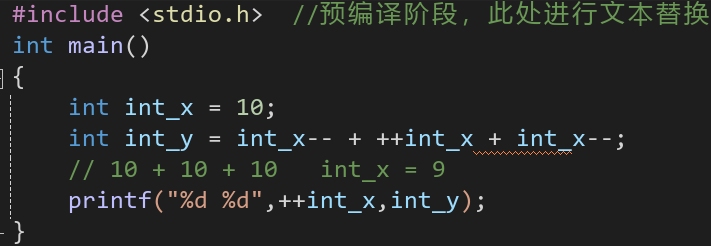 #include <stdio.h>  //预编译阶段，此处进行文本替换
int main()
{
    int int_x = 10;
    int int_y = int_x-- + ++int_x + int_x--;
    // 10 + 10 + 10   int_x = 9
    printf("%d %d",++int_x,int_y);
}